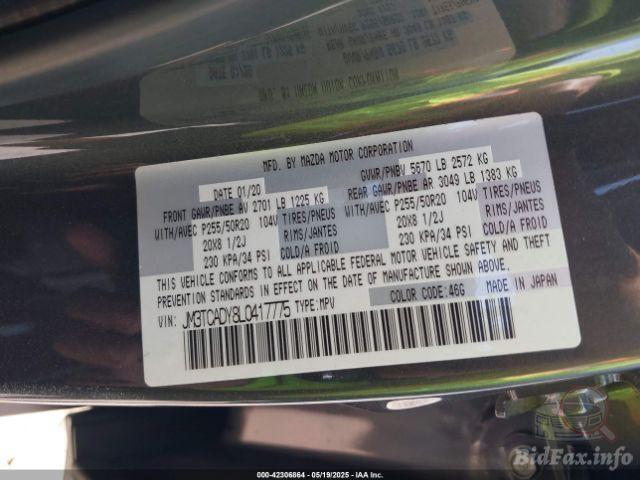 MFD. BY MAZDA MOTOR CORPORATION
DATE 01/20 GVWR/PNBV 5670 LB 2572 KG
FRONT GAWR/PNBE AV 2701 LB 1225 KG REAR GAWR/PNBE AR 3049 LB 1383 KG
WITH/AVEC P255/50R20 104V TIRES/PNEUS WITH/AVEC P255/50R20 104V TIRES/PNEUS
20X8 1/2J RIMS/JANTES 20X8 1/2J RIMS/JANTES
230 KPA/34 PSI COLD/A FROID 230 KPA/34 PSI COLD/A FROID
THIS VEHICLE CONFORMS TO ALL APPLICABLE FEDERAL MOTOR VEHICLE SAFETY AND THEFT
PREVENTION STANDARDS IN EFFECT ON THE DATE OF MANUFACTURE SHOWN ABOVE.
VIN: JM3TCADY8L0417775 TYPE:MPV COLOR CODE:46G MADE IN JAPAN
000-42306864 - 05/19/2025 - IAA Inc.
BidFax.info